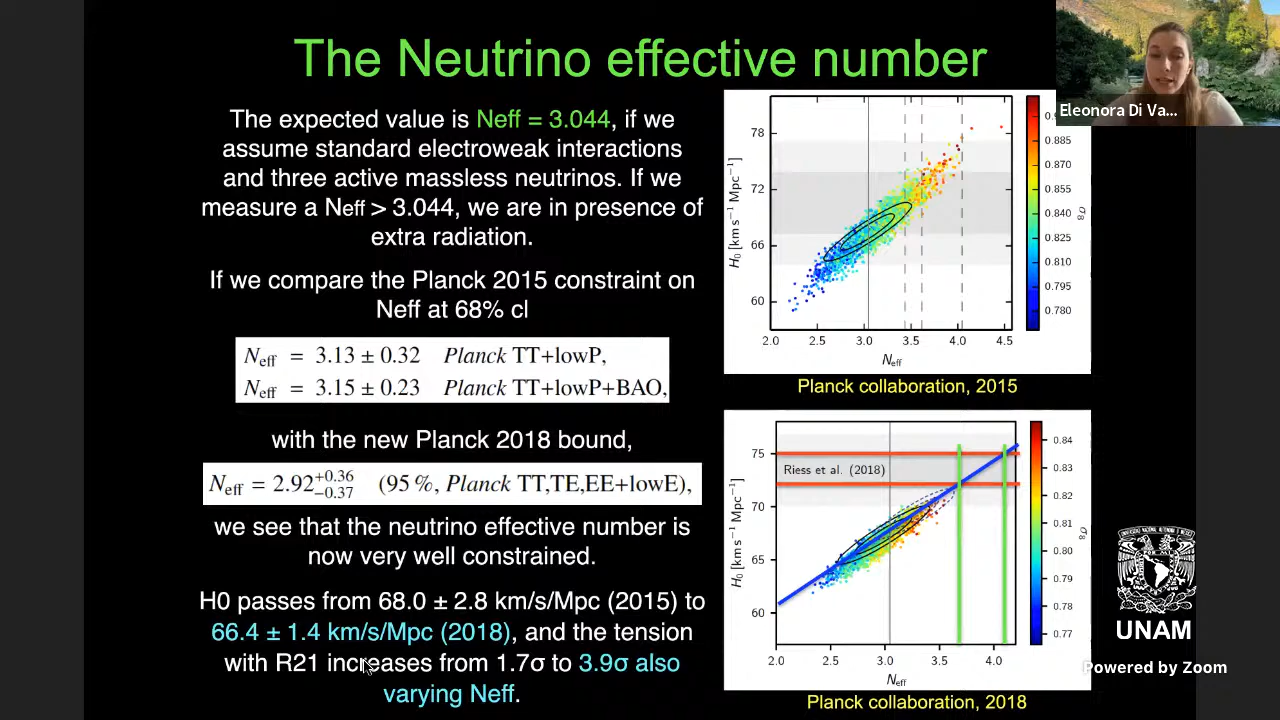 The Neutrino effective number
Eleonora Di Va...
The expected value is Neff = 3.044, if we
assume standard electroweak interactions
and three active massless neutrinos. If we
measure a Neff > 3.044, we are in presence of
extra radiation.
If we compare the Planck 2015 constraint on
Neff at 68% cl
N_eff = 3.13 ± 0.32 Planck TT+lowP,
N_eff = 3.15 ± 0.23 Planck TT+lowP+BAO,
with the new Planck 2018 bound,
N_eff = 2.92 +0.36 −0.37 (95 %, Planck TT,TE,EE+lowE),
we see that the neutrino effective number is
now very well constrained.
H0 passes from 68.0 ± 2.8 km/s/Mpc (2015) to
66.4 ± 1.4 km/s/Mpc (2018), and the tension
with R21 increases from 1.7σ to 3.9σ also
varying Neff.
H₀ [km s⁻¹ Mpc⁻¹]
78
72
66
60
2.0 2.5 3.0 3.5 4.0 4.5
N_eff
0.885
0.870
0.855
0.840
0.825
0.810
0.795
0.780
σ₈
Planck collaboration, 2015
Riess et al. (2018)
H₀ [km s⁻¹ Mpc⁻¹]
75
70
65
60
2.0 2.5 3.0 3.5 4.0
N_eff
0.84
0.83
0.82
0.81
0.80
0.79
0.78
0.77
σ₈
Planck collaboration, 2018
UNAM
Powered by Zoom